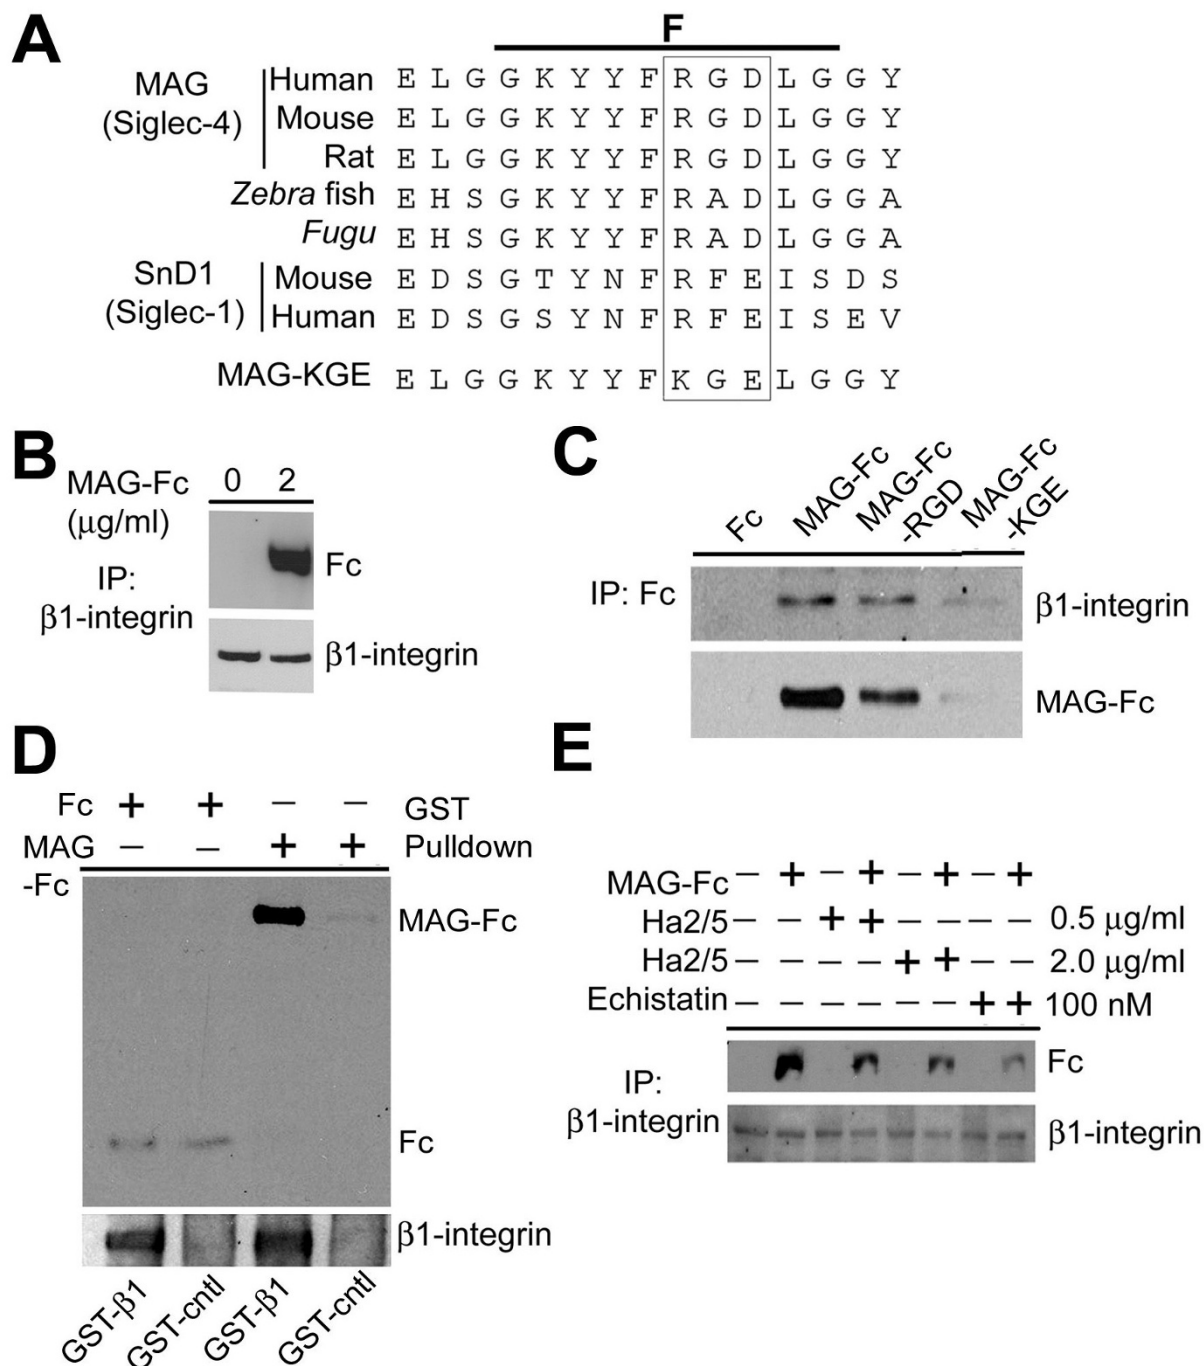 A
F
MAG
(Siglec-4)
Human E L G G K Y Y F R G D L G G Y
Mouse E L G G K Y Y F R G D L G G Y
Rat E L G G K Y Y F R G D L G G Y
Zebra fish E H S G K Y Y F R A D L G G A
Fugu E H S G K Y Y F R A D L G G A
SnD1
(Siglec-1)
Mouse E D S G T Y N F R F E I S D S
Human E D S G S Y N F R F E I S E V
MAG-KGE E L G G K Y Y F K G E L G G Y
B
MAG-Fc 0 2
(μg/ml)
IP:
β1-integrin
Fc
β1-integrin
C
Fc
MAG-Fc
MAG-Fc
-RGD
MAG-Fc
-KGE
IP: Fc
β1-integrin
MAG-Fc
D
Fc + + − − GST
MAG − − + + Pulldown
-Fc
MAG-Fc
Fc
β1-integrin
GST-β1
GST-cntl
GST-β1
GST-cntl
E
MAG-Fc − + − + − + − +
Ha2/5 − − + + − − − − 0.5 μg/ml
Ha2/5 − − − − + + − − 2.0 μg/ml
Echistatin − − − − − − + + 100 nM
Fc
IP:
β1-integrin
β1-integrin